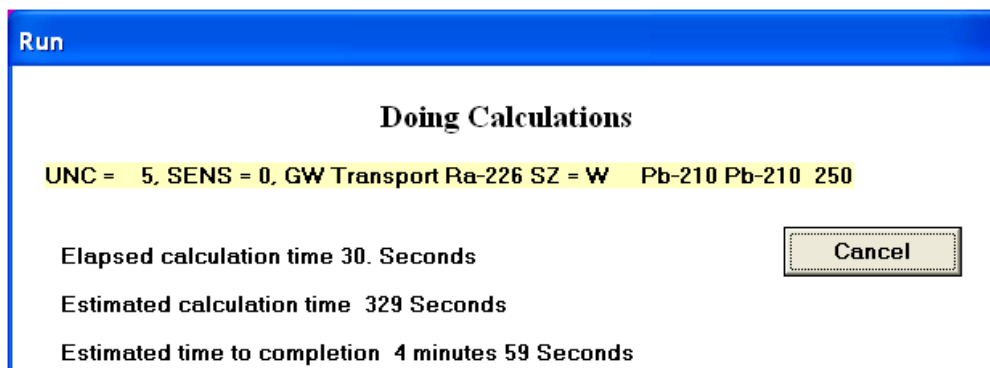 Run
Doing Calculations
UNC = 5, SENS = 0, GW Transport Ra-226 SZ = W Pb-210 Pb-210 250
Elapsed calculation time 30. Seconds
Cancel
Estimated calculation time 329 Seconds
Estimated time to completion 4 minutes 59 Seconds